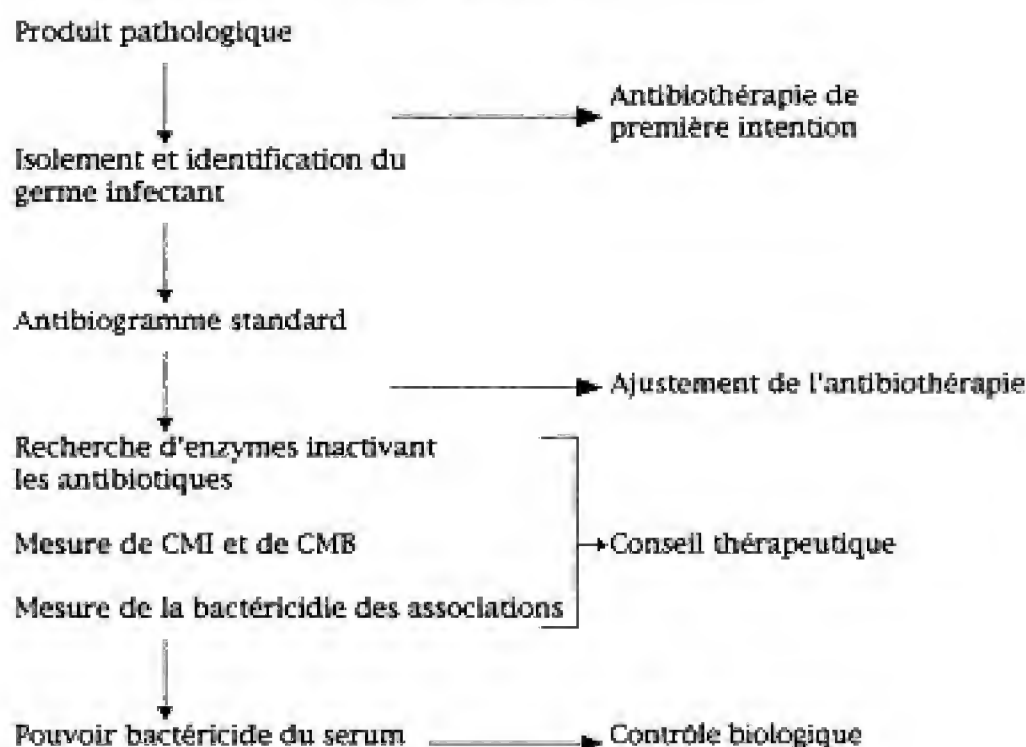 Produit pathologique
Antibiothérapie de
première intention
Isolement et identification du
germe infectant
Antibiogramme standard
Ajustement de l'antibiothérapie
Recherche d'enzymes inactivant
les antibiotiques
Mesure de CMI et de CMB
Conseil thérapeutique
Mesure de la bactéricidie des associations
Pouvoir bactéricide du serum
Contrôle biologique